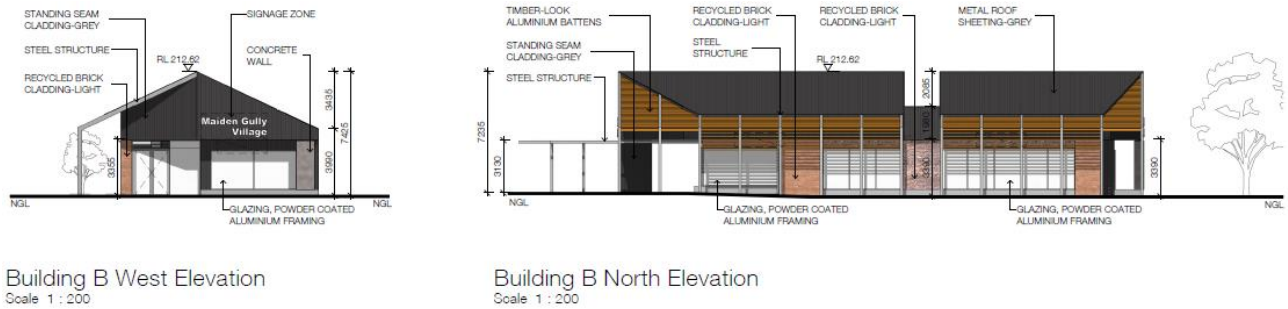 STANDING SEAM
CLADDING-GREY
SIGNAGE ZONE
STEEL STRUCTURE
CONCRETE
WALL
RL 212.62
RECYCLED BRICK
CLADDING-LIGHT
Maiden Gully
Village
3435
7425
3990
3355
NGL
NGL
GLAZING, POWDER COATED
ALUMINIUM FRAMING
Building B West Elevation
Scale 1 : 200
TIMBER-LOOK
ALUMINIUM BATTENS
RECYCLED BRICK
CLADDING-LIGHT
RECYCLED BRICK
CLADDING-LIGHT
METAL ROOF
SHEETING-GREY
STANDING SEAM
CLADDING-GREY
STEEL
STRUCTURE
RL 212.62
STEEL STRUCTURE
7235
3130
2085
1980
3390
3390
NGL
NGL
GLAZING, POWDER COATED
ALUMINIUM FRAMING
GLAZING, POWDER COATED
ALUMINIUM FRAMING
Building B North Elevation
Scale 1 : 200